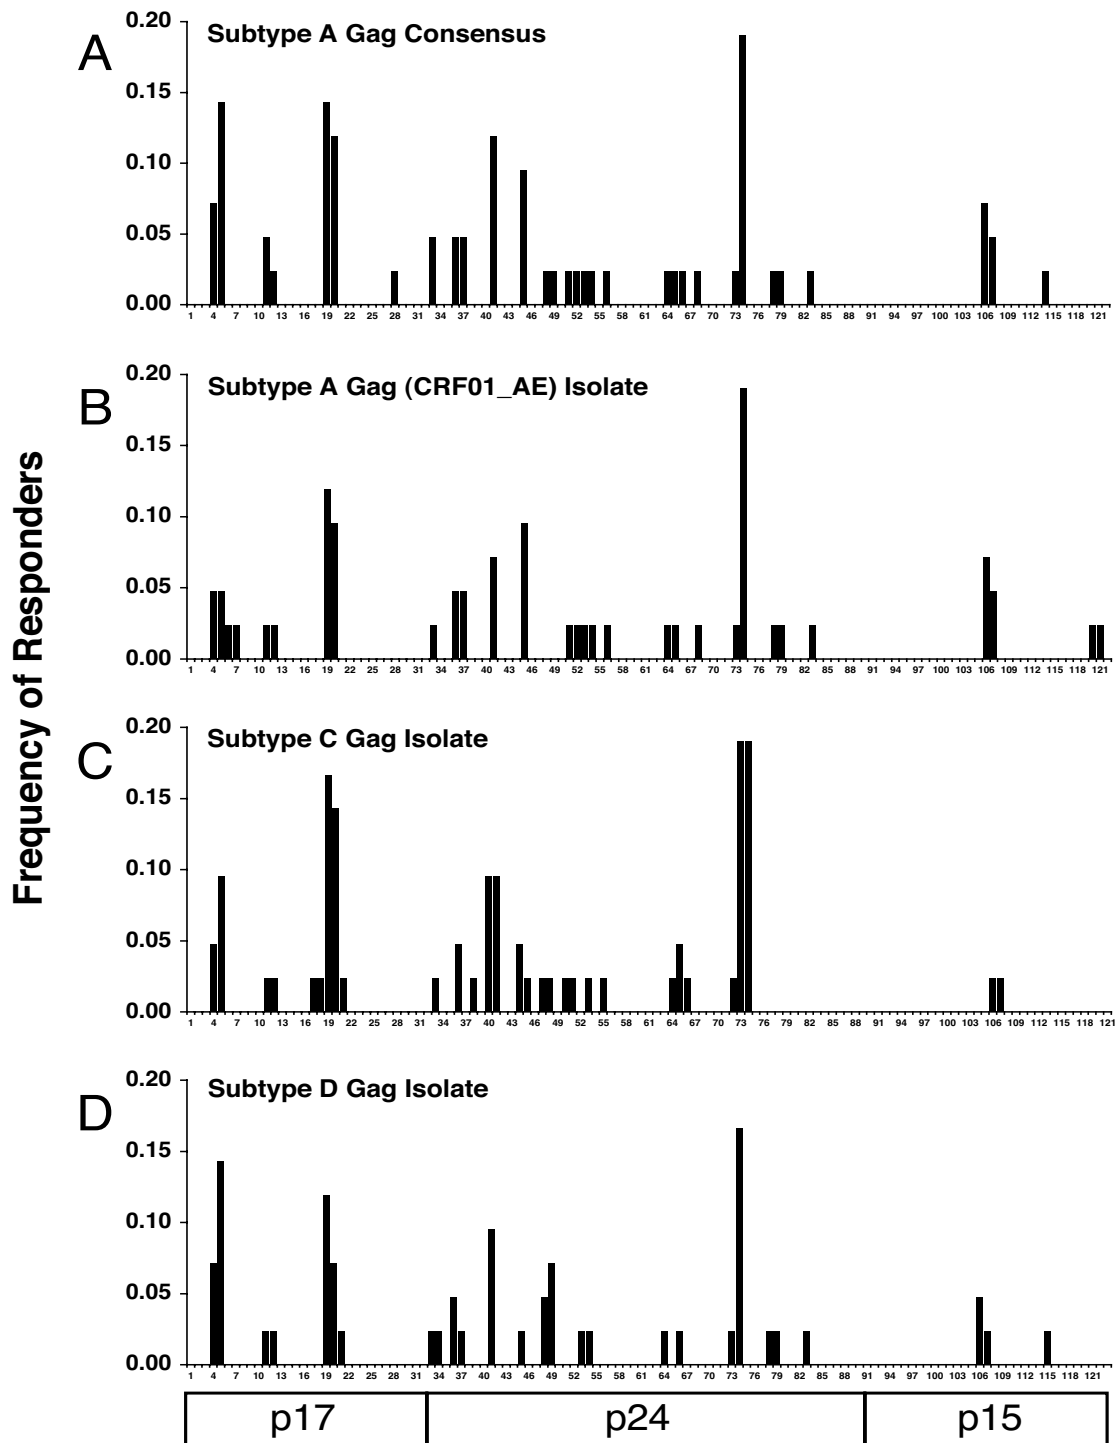 Frequency of Responders
A
Subtype A Gag Consensus
0.20
0.15
0.10
0.05
0.00
1 4 7 10 13 16 19 22 25 28 31 34 37 40 43 46 49 52 55 58 61 64 67 70 73 76 79 82 85 88 91 94 97 100 103 106 109 112 115 118 121
B
Subtype A Gag (CRF01_AE) Isolate
0.20
0.15
0.10
0.05
0.00
1 4 7 10 13 16 19 22 25 28 31 34 37 40 43 46 49 52 55 58 61 64 67 70 73 76 79 82 85 88 91 94 97 100 103 106 109 112 115 118 121
C
Subtype C Gag Isolate
0.20
0.15
0.10
0.05
0.00
1 4 7 10 13 16 19 22 25 28 31 34 37 40 43 46 49 52 55 58 61 64 67 70 73 76 79 82 85 88 91 94 97 100 103 106 109 112 115 118 121
D
Subtype D Gag Isolate
0.20
0.15
0.10
0.05
0.00
1 4 7 10 13 16 19 22 25 28 31 34 37 40 43 46 49 52 55 58 61 64 67 70 73 76 79 82 85 88 91 94 97 100 103 106 109 112 115 118 121
p17 p24 p15